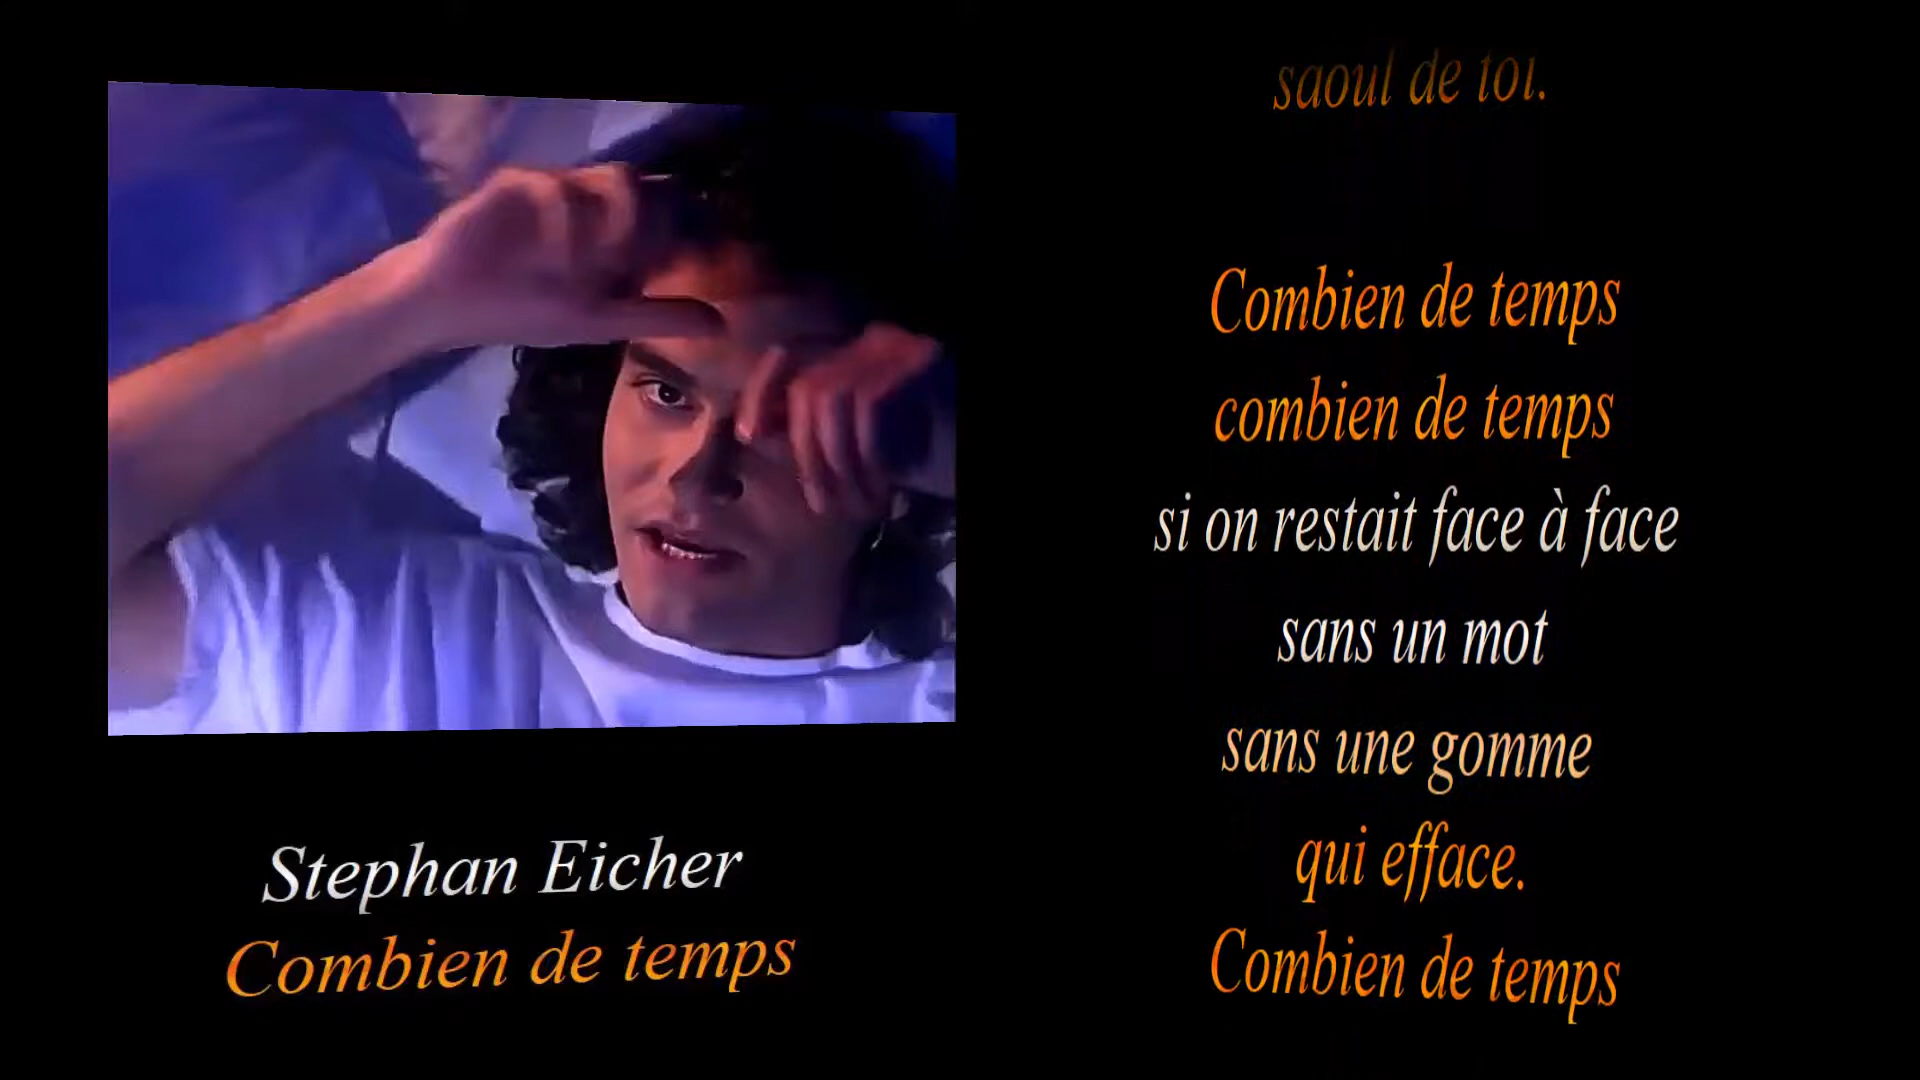 saoul de toi.
Combien de temps
combien de temps
si on restait face à face
sans un mot
sans une gomme
qui efface.
Combien de temps
Stephan Eicher
Combien de temps